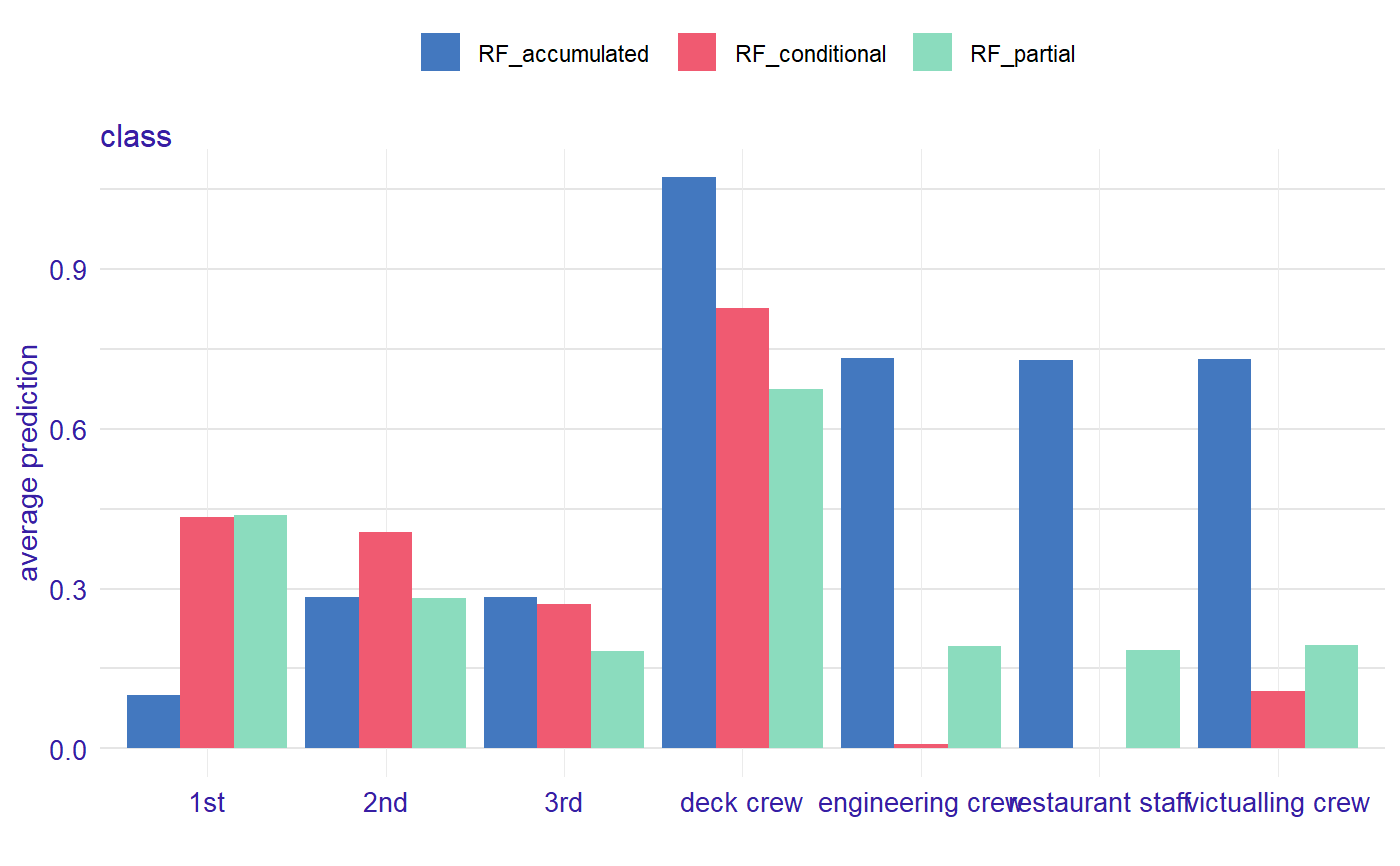 RF_accumulated RF_conditional RF_partial
class
average prediction
0.9
0.6
0.3
0.0
1st 2nd 3rd deck crew engineering crew restaurant staff victualling crew